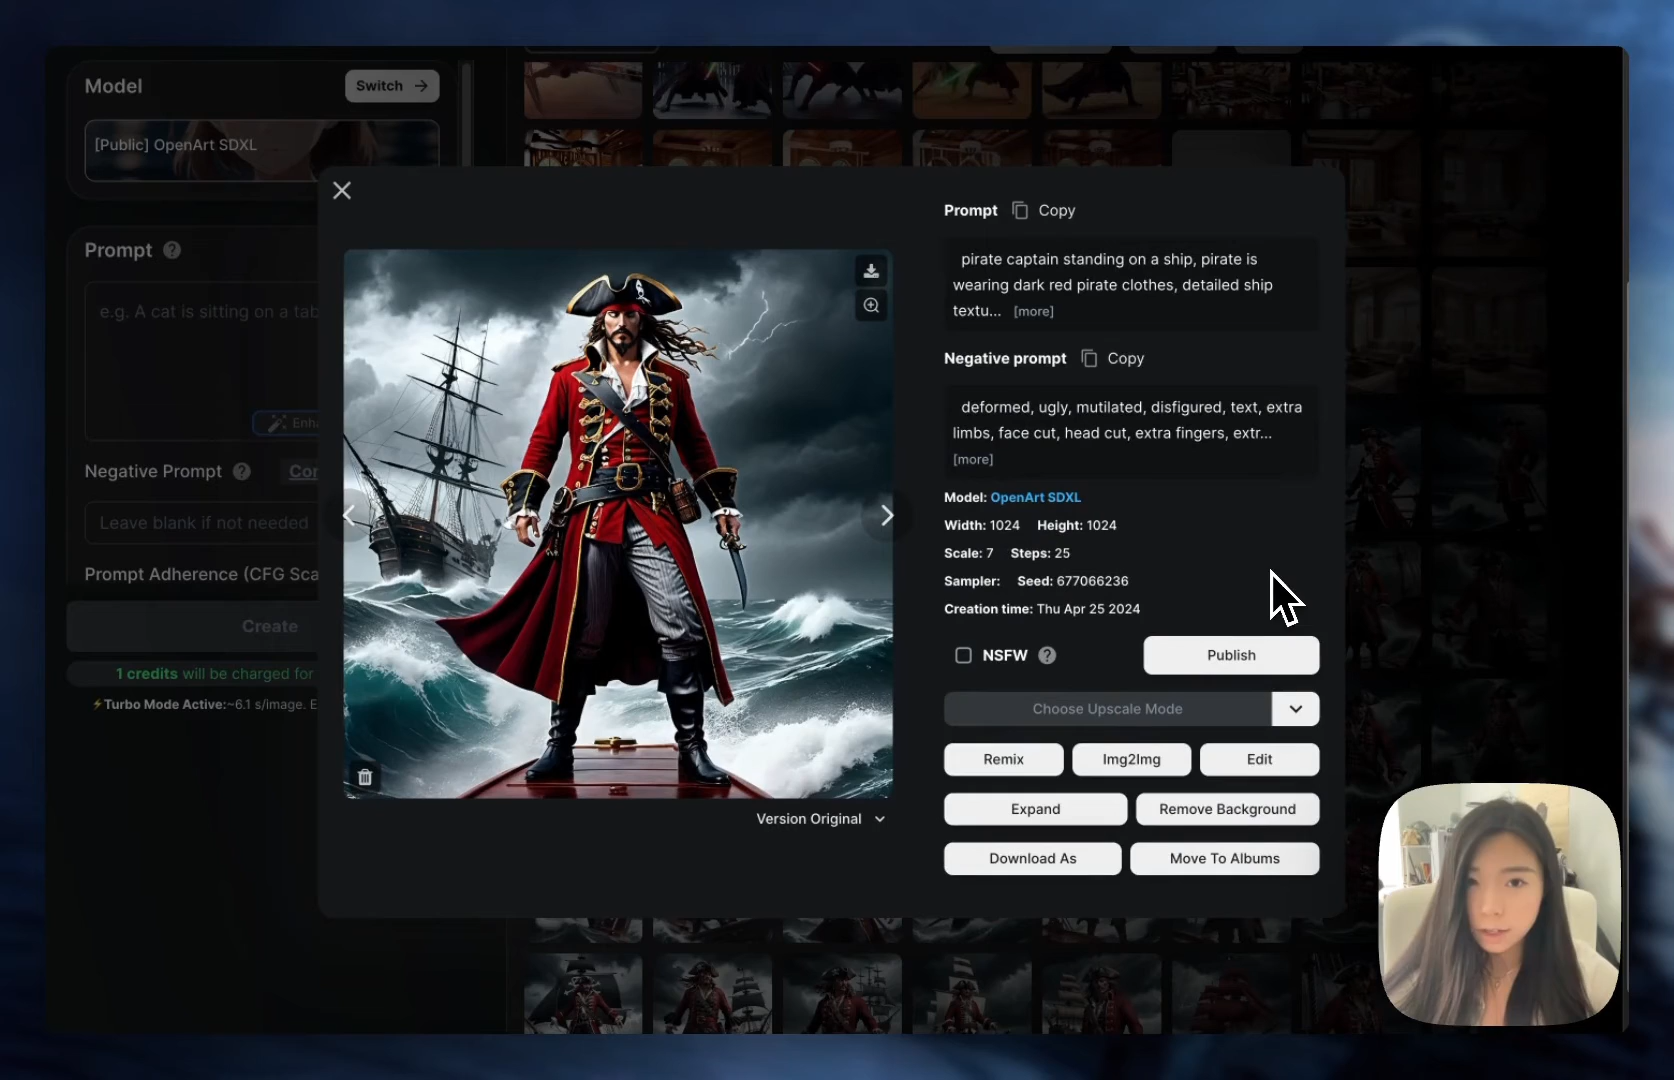 Model
Switch
[Public] OpenArt SDXL
Prompt
e.g. A cat is sitting on a tab
Enha
Negative Prompt
Cor
Leave blank if not needed
Prompt Adherence (CFG Sca
Create
1 credits will be charged for
⚡Turbo Mode Active:~6.1 s/image. E
Version Original
Prompt Copy
pirate captain standing on a ship, pirate is
wearing dark red pirate clothes, detailed ship
textu... [more]
Negative prompt Copy
deformed, ugly, mutilated, disfigured, text, extra
limbs, face cut, head cut, extra fingers, extr...
[more]
Model: OpenArt SDXL
Width: 1024 Height: 1024
Scale: 7 Steps: 25
Sampler: Seed: 677066236
Creation time: Thu Apr 25 2024
NSFW
Publish
Choose Upscale Mode
Remix
Img2Img
Edit
Expand
Remove Background
Download As
Move To Albums